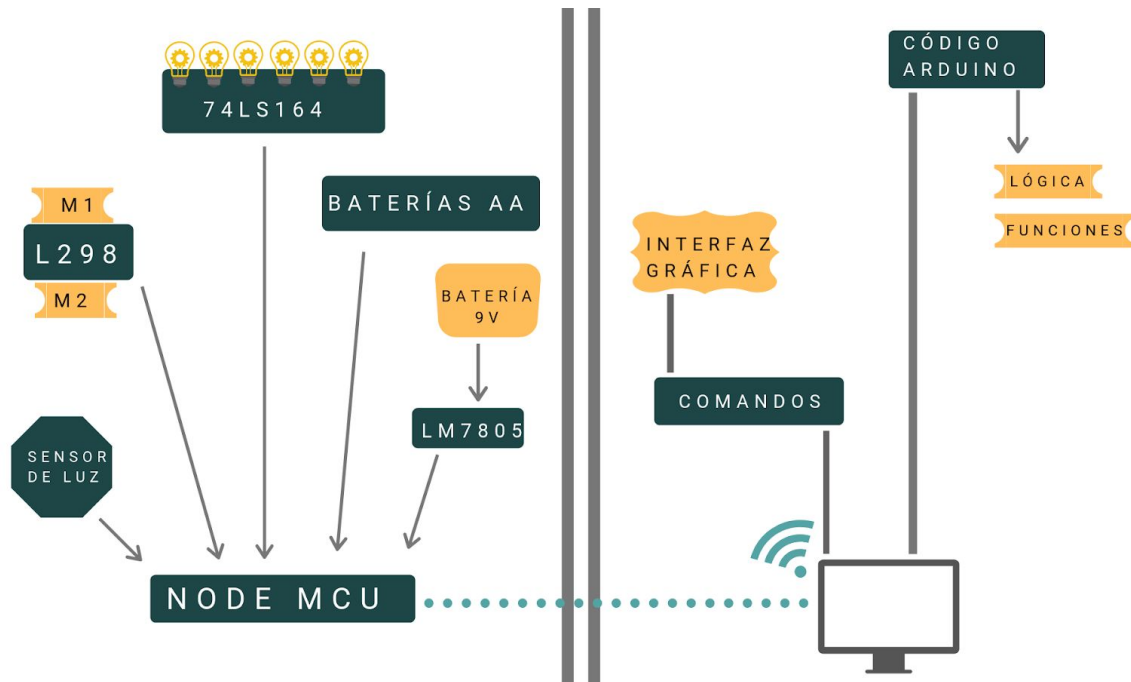 74LS164
M1
L298
M2
BATERÍAS AA
BATERÍA
9V
LM7805
SENSOR
DE LUZ
NODE MCU
CÓDIGO
ARDUINO
LÓGICA
FUNCIONES
INTERFAZ
GRÁFICA
COMANDOS